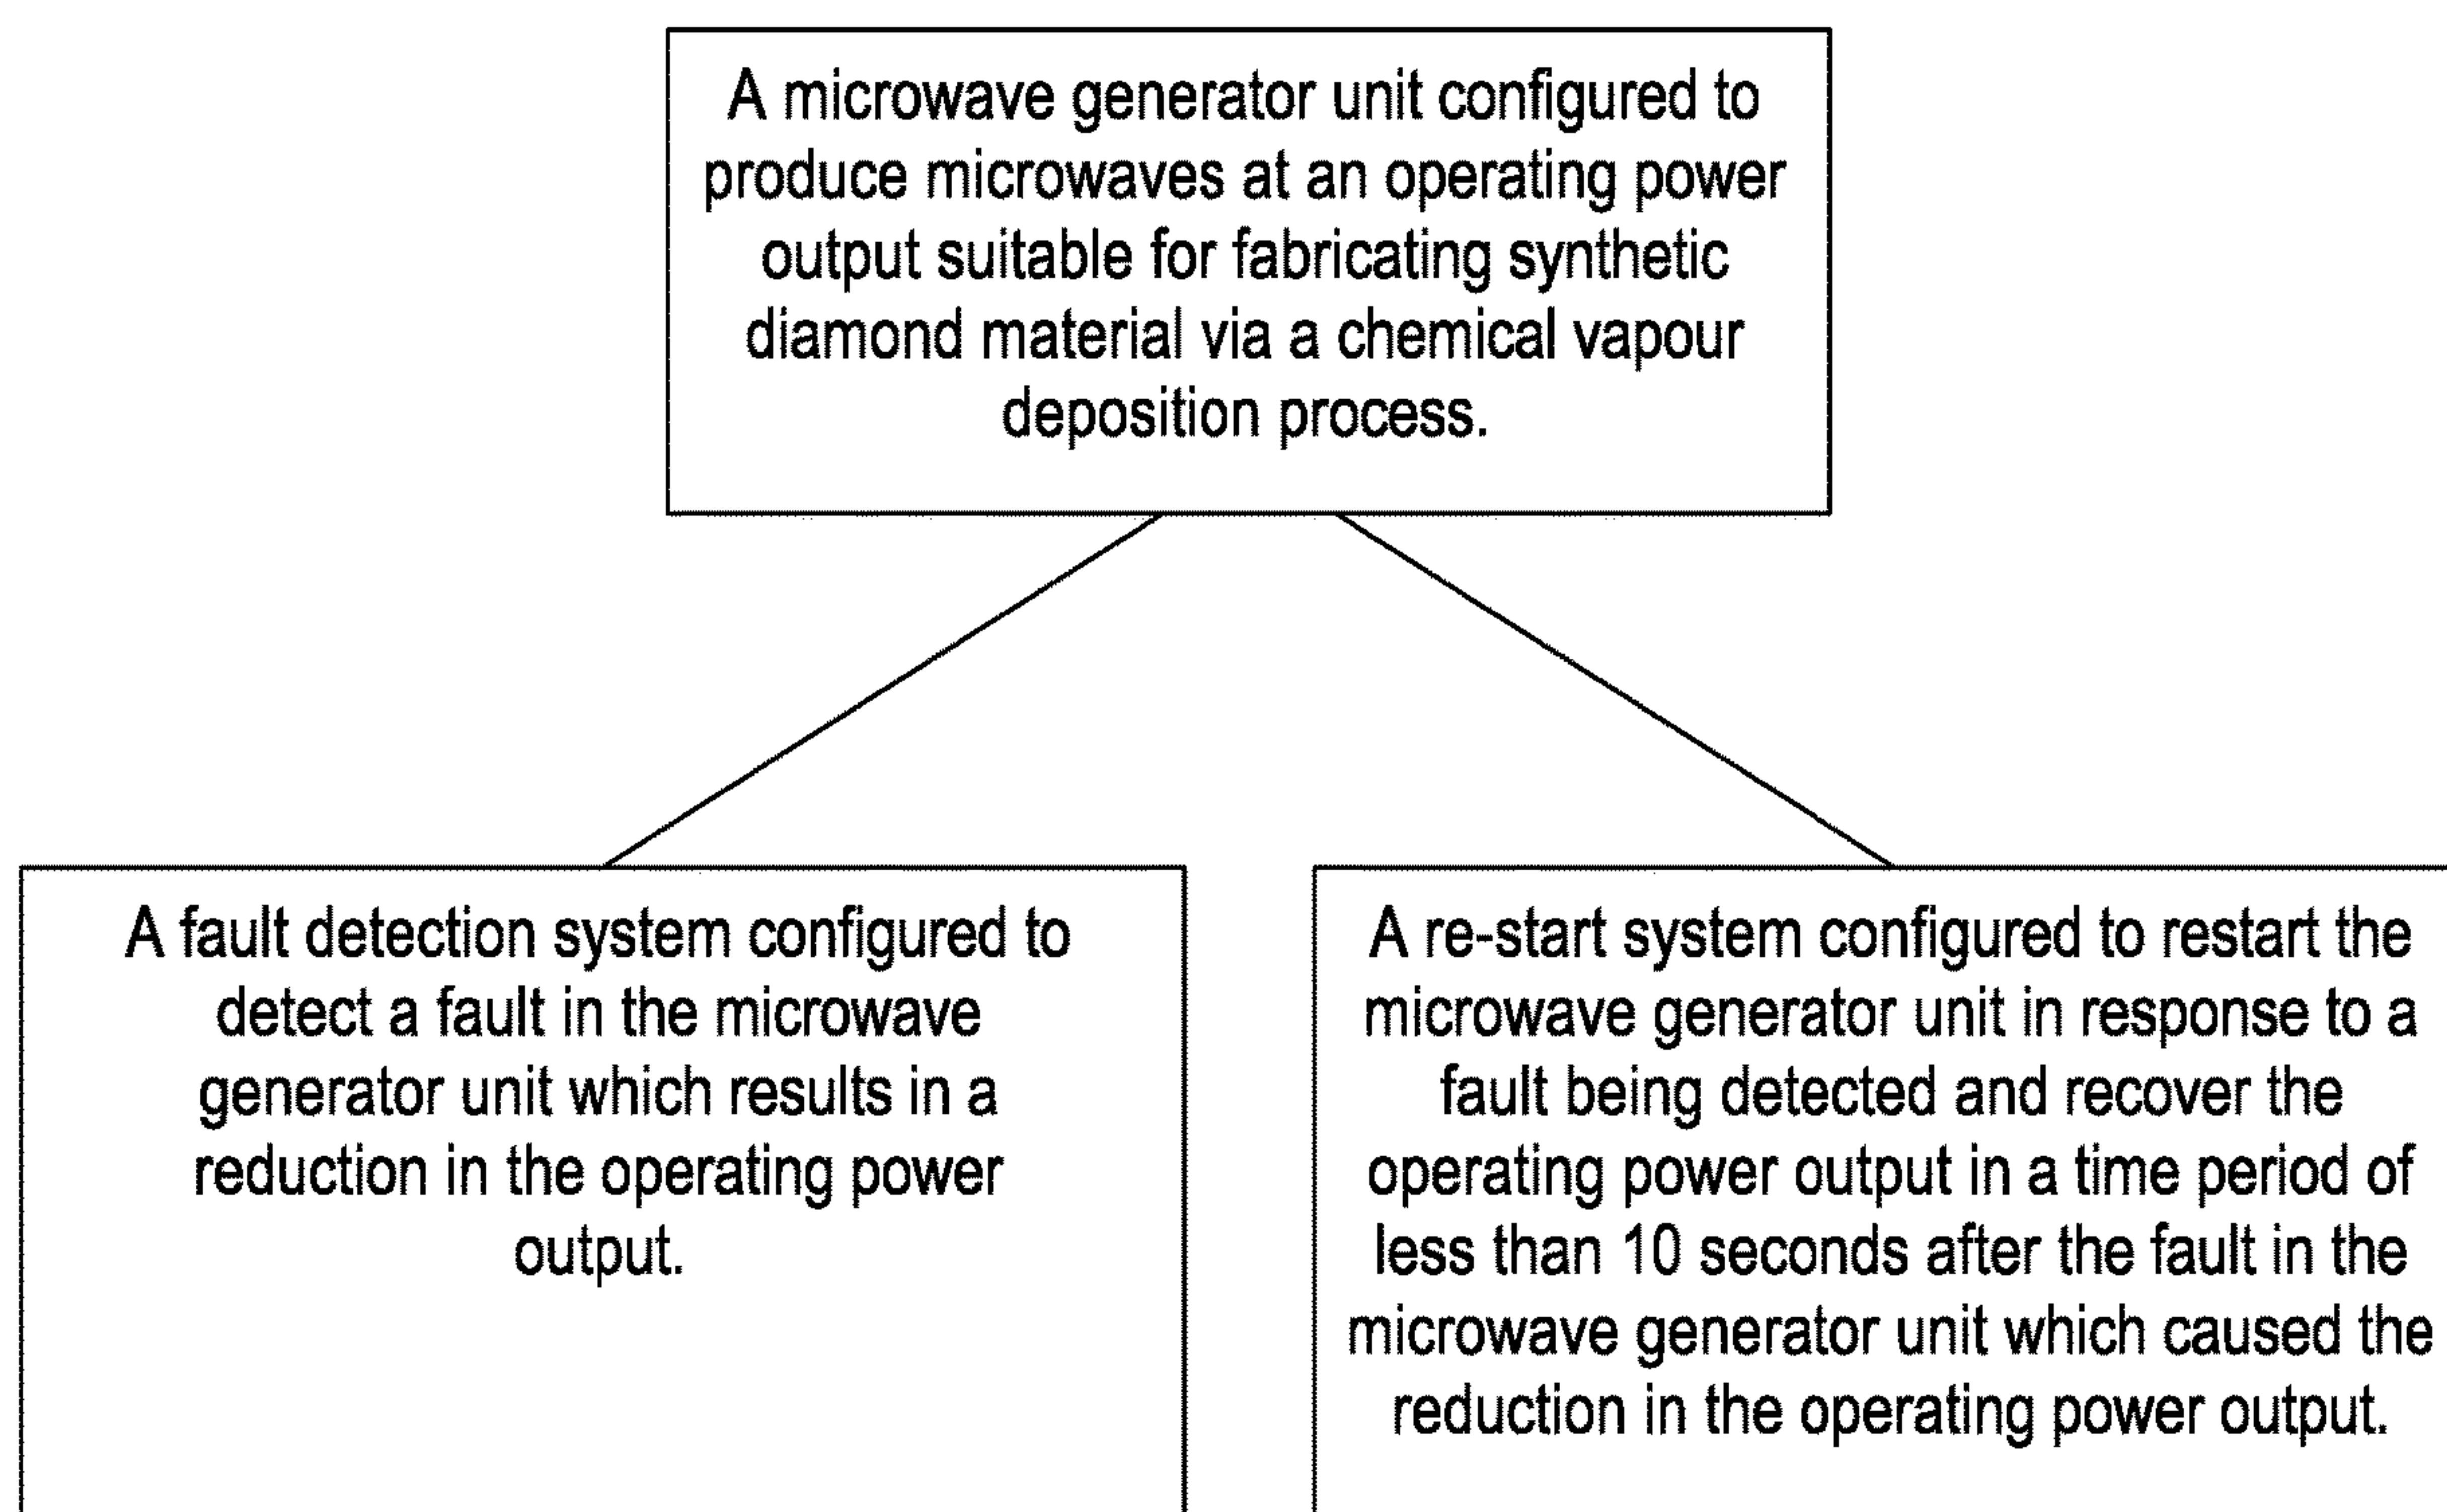 A microwave generator unit configured to
produce microwaves at an operating power
output suitable for fabricating synthetic
diamond material via a chemical vapour
deposition process.
A fault detection system configured to
detect a fault in the microwave
generator unit which results in a
reduction in the operating power
output.
A re-start system configured to restart the
microwave generator unit in response to a
fault being detected and recover the
operating power output in a time period of
less than 10 seconds after the fault in the
microwave generator unit which caused the
reduction in the operating power output.